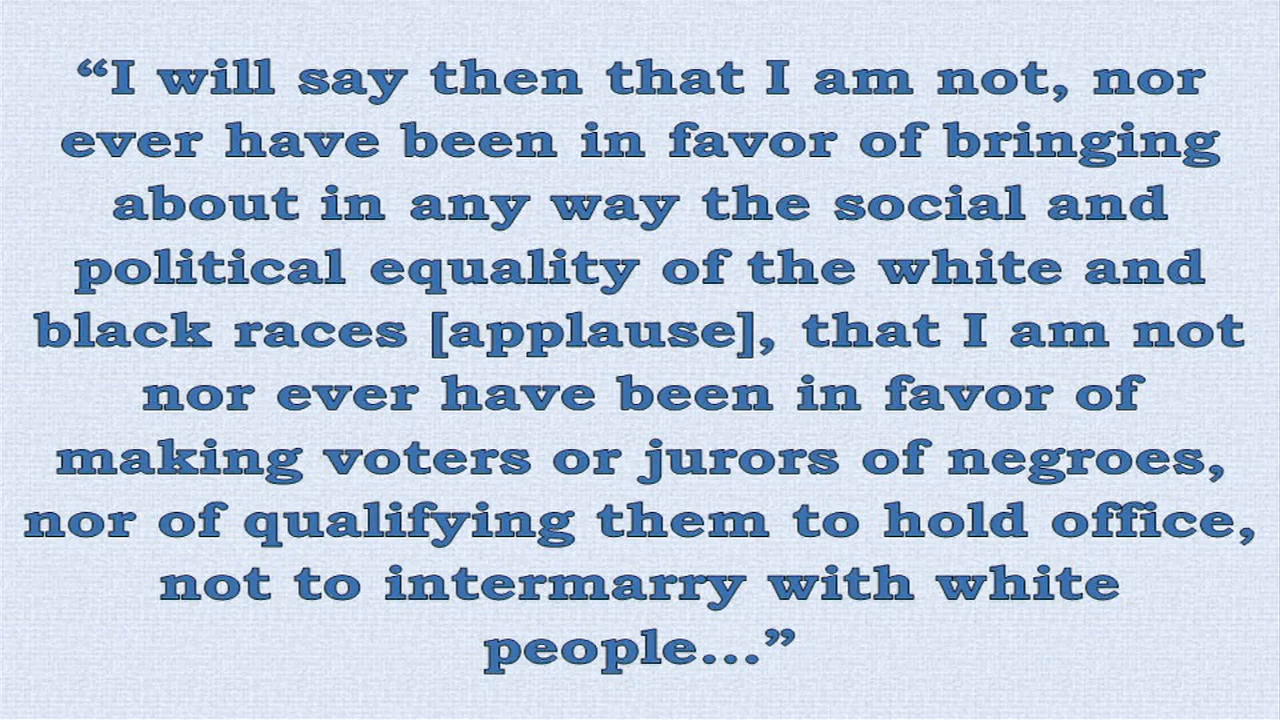 “I will say then that I am not, nor
ever have been in favor of bringing
about in any way the social and
political equality of the white and
black races [applause], that I am not
nor ever have been in favor of
making voters or jurors of negroes,
nor of qualifying them to hold office,
not to intermarry with white
people...”